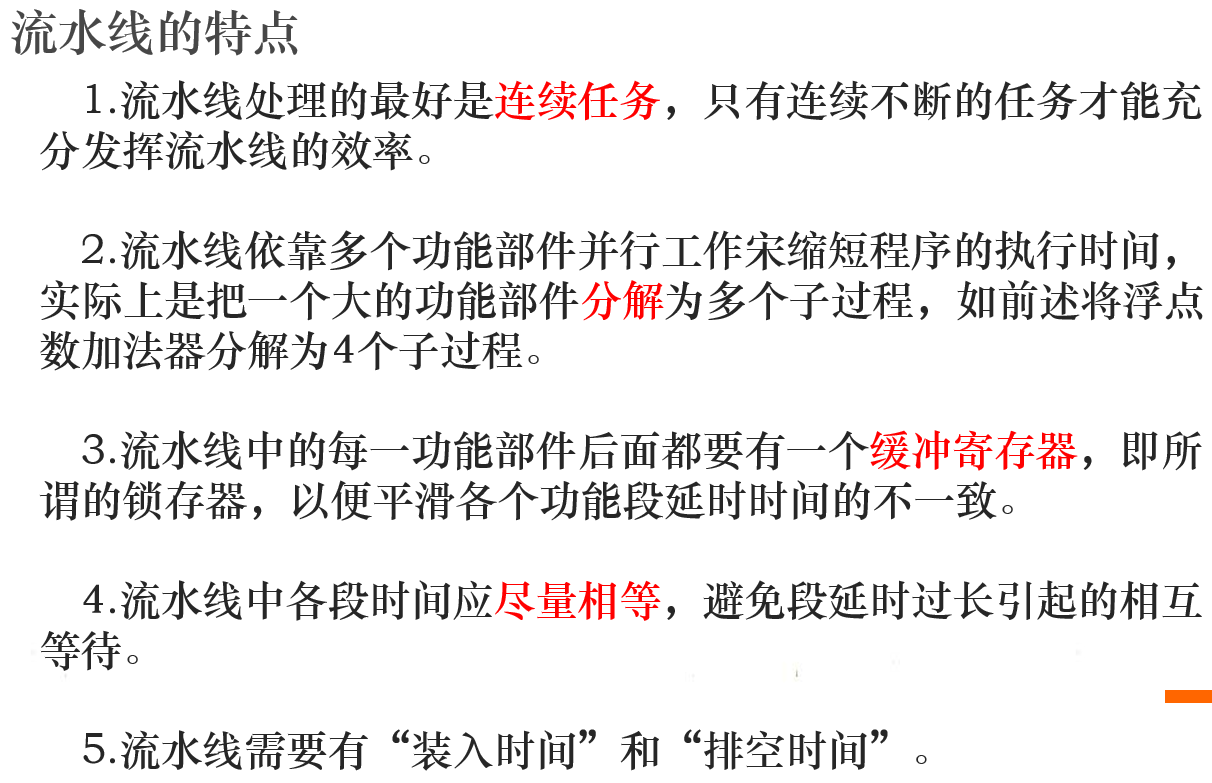 流水线的特点
1.流水线处理的最好是连续任务，只有连续不断的任务才能充
分发挥流水线的效率。
2.流水线依靠多个功能部件并行工作宋缩短程序的执行时间，
实际上是把一个大的功能部件分解为多个子过程，如前述将浮点
数加法器分解为4个子过程。
3.流水线中的每一功能部件后面都要有一个缓冲寄存器，即所
谓的锁存器，以便平滑各个功能段延时时间的不一致。
4.流水线中各段时间应尽量相等，避免段延时过长引起的相互
等待。
5.流水线需要有“装入时间”和“排空时间”。